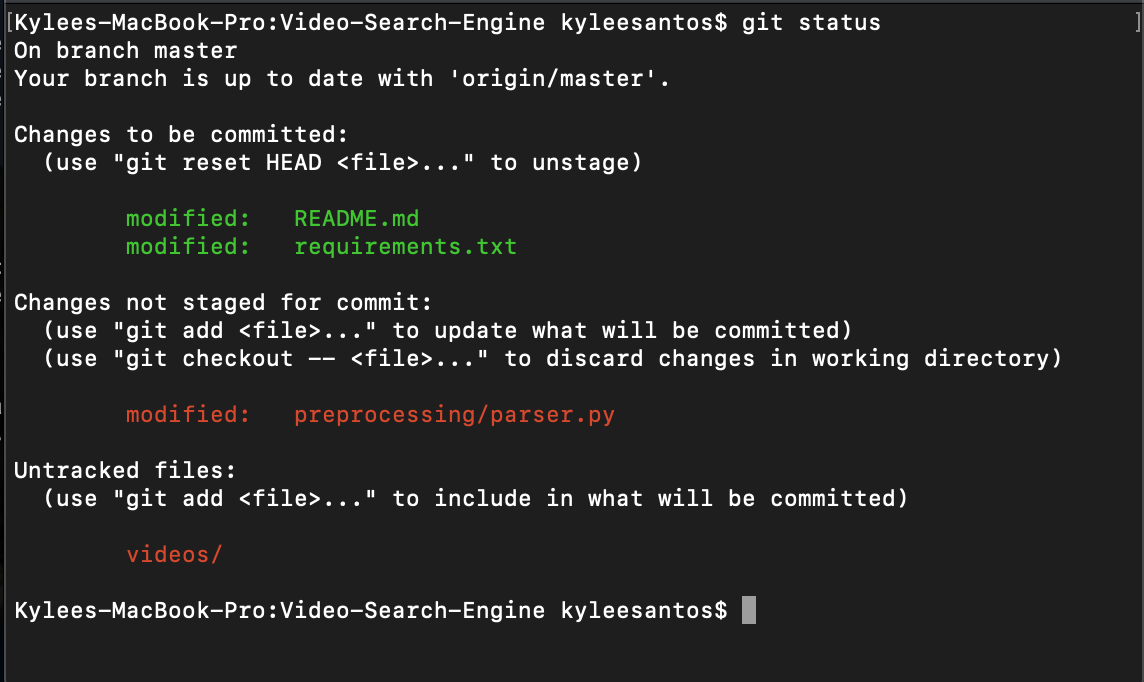 [Kylees-MacBook-Pro:Video-Search-Engine kyleesantos$ git status ]
On branch master
Your branch is up to date with 'origin/master'.
Changes to be committed:
(use "git reset HEAD <file>..." to unstage)
modified: README.md
modified: requirements.txt
Changes not staged for commit:
(use "git add <file>..." to update what will be committed)
(use "git checkout -- <file>..." to discard changes in working directory)
modified: preprocessing/parser.py
Untracked files:
(use "git add <file>..." to include in what will be committed)
videos/
Kylees-MacBook-Pro:Video-Search-Engine kyleesantos$